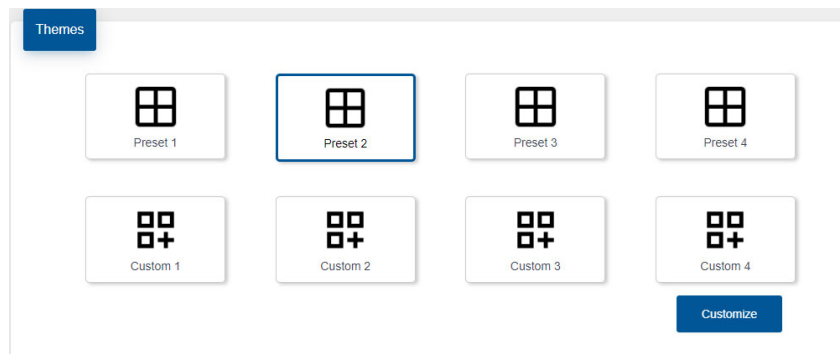 Themes
Preset 1
Preset 2
Preset 3
Preset 4
Custom 1
Custom 2
Custom 3
Custom 4
Customize